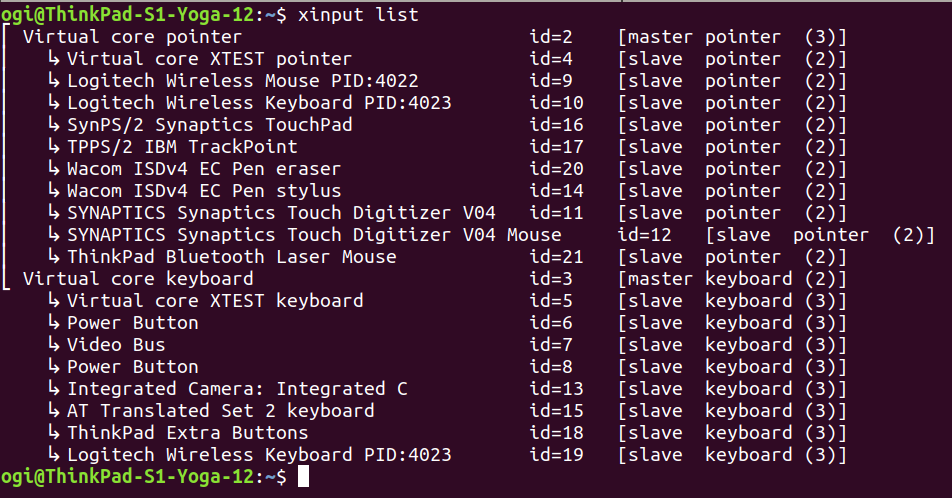 ogi@ThinkPad-S1-Yoga-12:~$ xinput list
⎡ Virtual core pointer                          id=2    [master pointer  (3)]
⎜   ↳ Virtual core XTEST pointer                id=4    [slave  pointer  (2)]
⎜   ↳ Logitech Wireless Mouse PID:4022          id=9    [slave  pointer  (2)]
⎜   ↳ Logitech Wireless Keyboard PID:4023       id=10   [slave  pointer  (2)]
⎜   ↳ SynPS/2 Synaptics TouchPad                id=16   [slave  pointer  (2)]
⎜   ↳ TPPS/2 IBM TrackPoint                     id=17   [slave  pointer  (2)]
⎜   ↳ Wacom ISDv4 EC Pen eraser                 id=20   [slave  pointer  (2)]
⎜   ↳ Wacom ISDv4 EC Pen stylus                 id=14   [slave  pointer  (2)]
⎜   ↳ SYNAPTICS Synaptics Touch Digitizer V04   id=11   [slave  pointer  (2)]
⎜   ↳ SYNAPTICS Synaptics Touch Digitizer V04 Mouse     id=12   [slave  pointer  (2)]
⎜   ↳ ThinkPad Bluetooth Laser Mouse            id=21   [slave  pointer  (2)]
⎣ Virtual core keyboard                         id=3    [master keyboard (2)]
    ↳ Virtual core XTEST keyboard               id=5    [slave  keyboard (3)]
    ↳ Power Button                              id=6    [slave  keyboard (3)]
    ↳ Video Bus                                 id=7    [slave  keyboard (3)]
    ↳ Power Button                              id=8    [slave  keyboard (3)]
    ↳ Integrated Camera: Integrated C           id=13   [slave  keyboard (3)]
    ↳ AT Translated Set 2 keyboard              id=15   [slave  keyboard (3)]
    ↳ ThinkPad Extra Buttons                    id=18   [slave  keyboard (3)]
    ↳ Logitech Wireless Keyboard PID:4023       id=19   [slave  keyboard (3)]
ogi@ThinkPad-S1-Yoga-12:~$